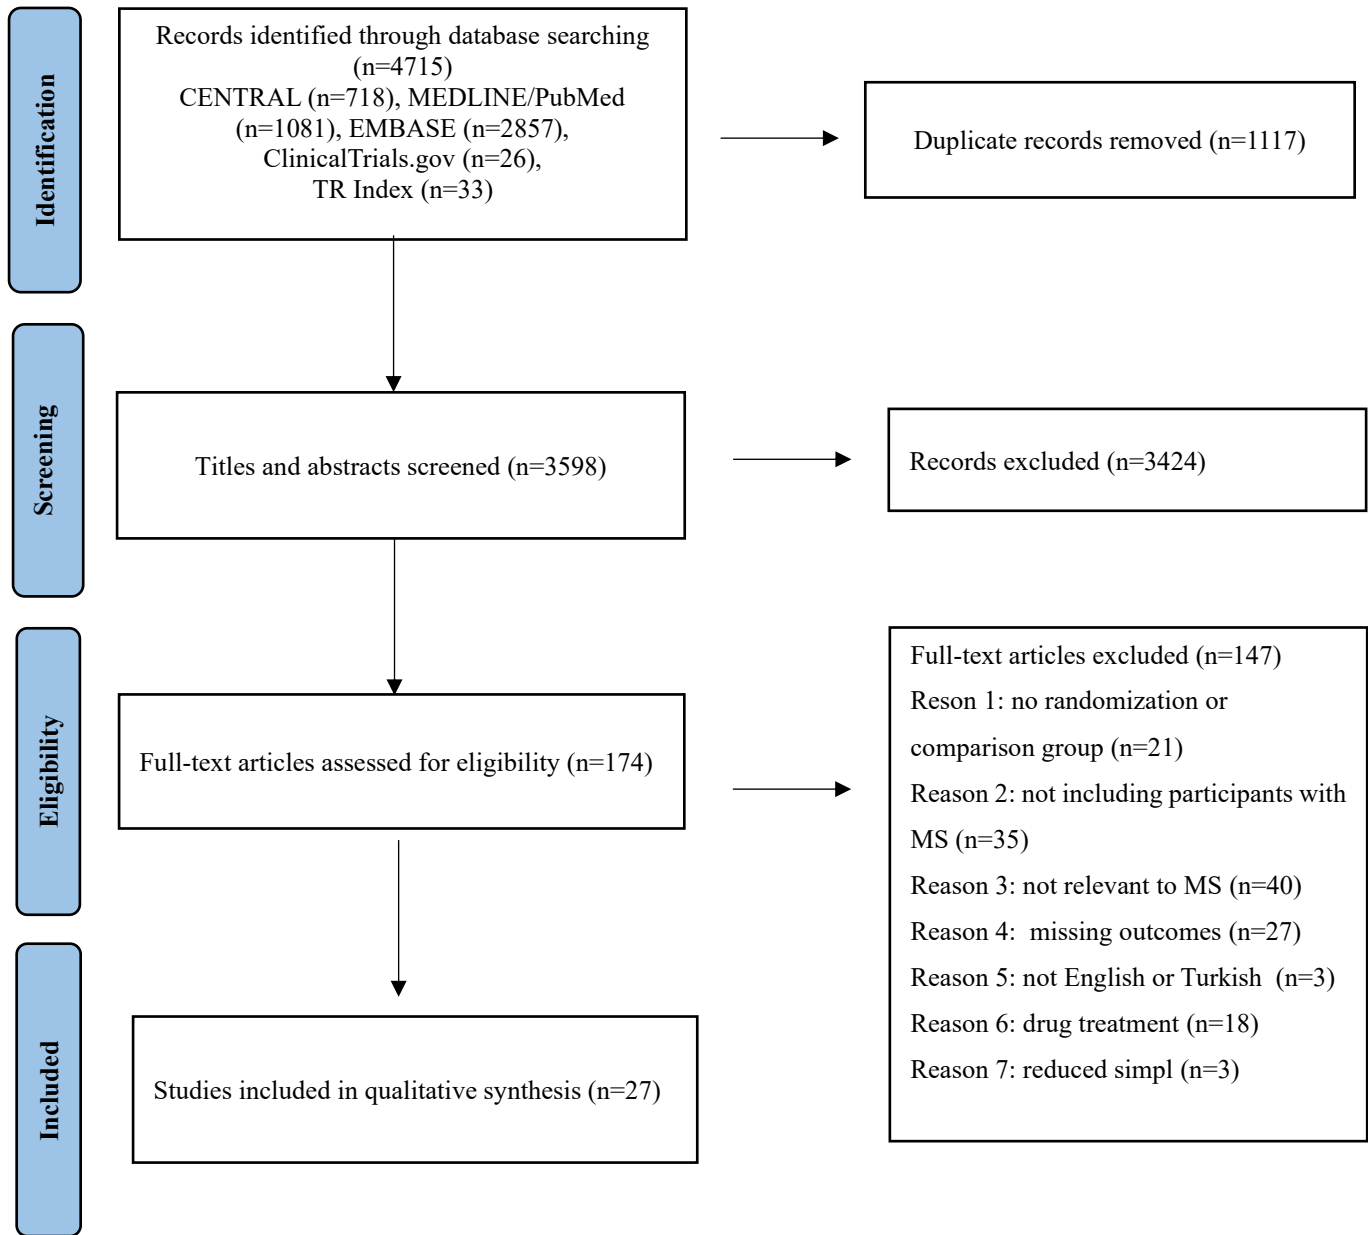 Identification
Records identified through database searching
(n=4715)
CENTRAL (n=718), MEDLINE/PubMed
(n=1081), EMBASE (n=2857),
ClinicalTrials.gov (n=26),
TR Index (n=33)
Duplicate records removed (n=1117)
Screening
Titles and abstracts screened (n=3598)
Records excluded (n=3424)
Eligibility
Full-text articles assessed for eligibility (n=174)
Full-text articles excluded (n=147)
Reson 1: no randomization or
comparison group (n=21)
Reason 2: not including participants with
MS (n=35)
Reason 3: not relevant to MS (n=40)
Reason 4:  missing outcomes (n=27)
Reason 5: not English or Turkish  (n=3)
Reason 6: drug treatment (n=18)
Reason 7: reduced simpl (n=3)
Included
Studies included in qualitative synthesis (n=27)